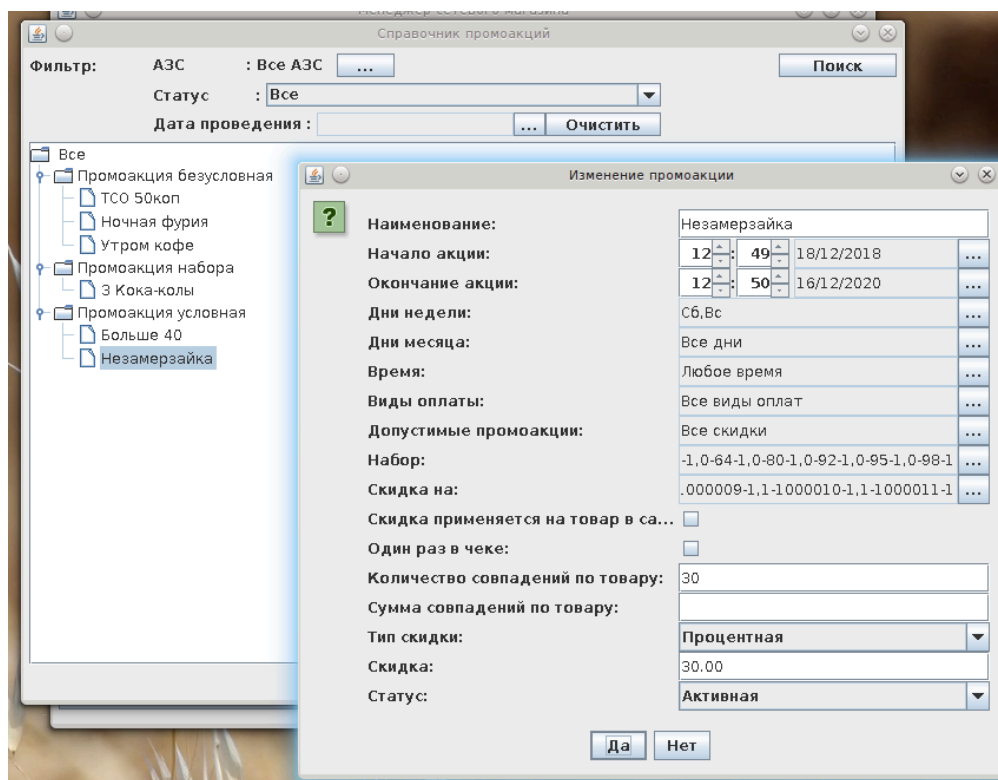 Менеджер сетевого магазина
Справочник промоакций
Фильтр: АЗС : Все АЗС ... Поиск
Статус : Все
Дата проведения : ... Очистить
Все
Промоакция безусловная
ТСО 50коп
Ночная фурия
Утром кофе
Промоакция набора
3 Кока-колы
Промоакция условная
Больше 40
Незамерзайка
Изменение промоакции
?
Наименование: Незамерзайка
Начало акции: 12 : 49 18/12/2018 ...
Окончание акции: 12 : 50 16/12/2020 ...
Дни недели: Сб,Вс ...
Дни месяца: Все дни ...
Время: Любое время ...
Виды оплаты: Все виды оплат ...
Допустимые промоакции: Все скидки ...
Набор: -1,0-64-1,0-80-1,0-92-1,0-95-1,0-98-1 ...
Скидка на: .000009-1,1-1000010-1,1-1000011-1 ...
Скидка применяется на товар в са...
Один раз в чеке:
Количество совпадений по товару: 30
Сумма совпадений по товару:
Тип скидки: Процентная
Скидка: 30.00
Статус: Активная
Да Нет